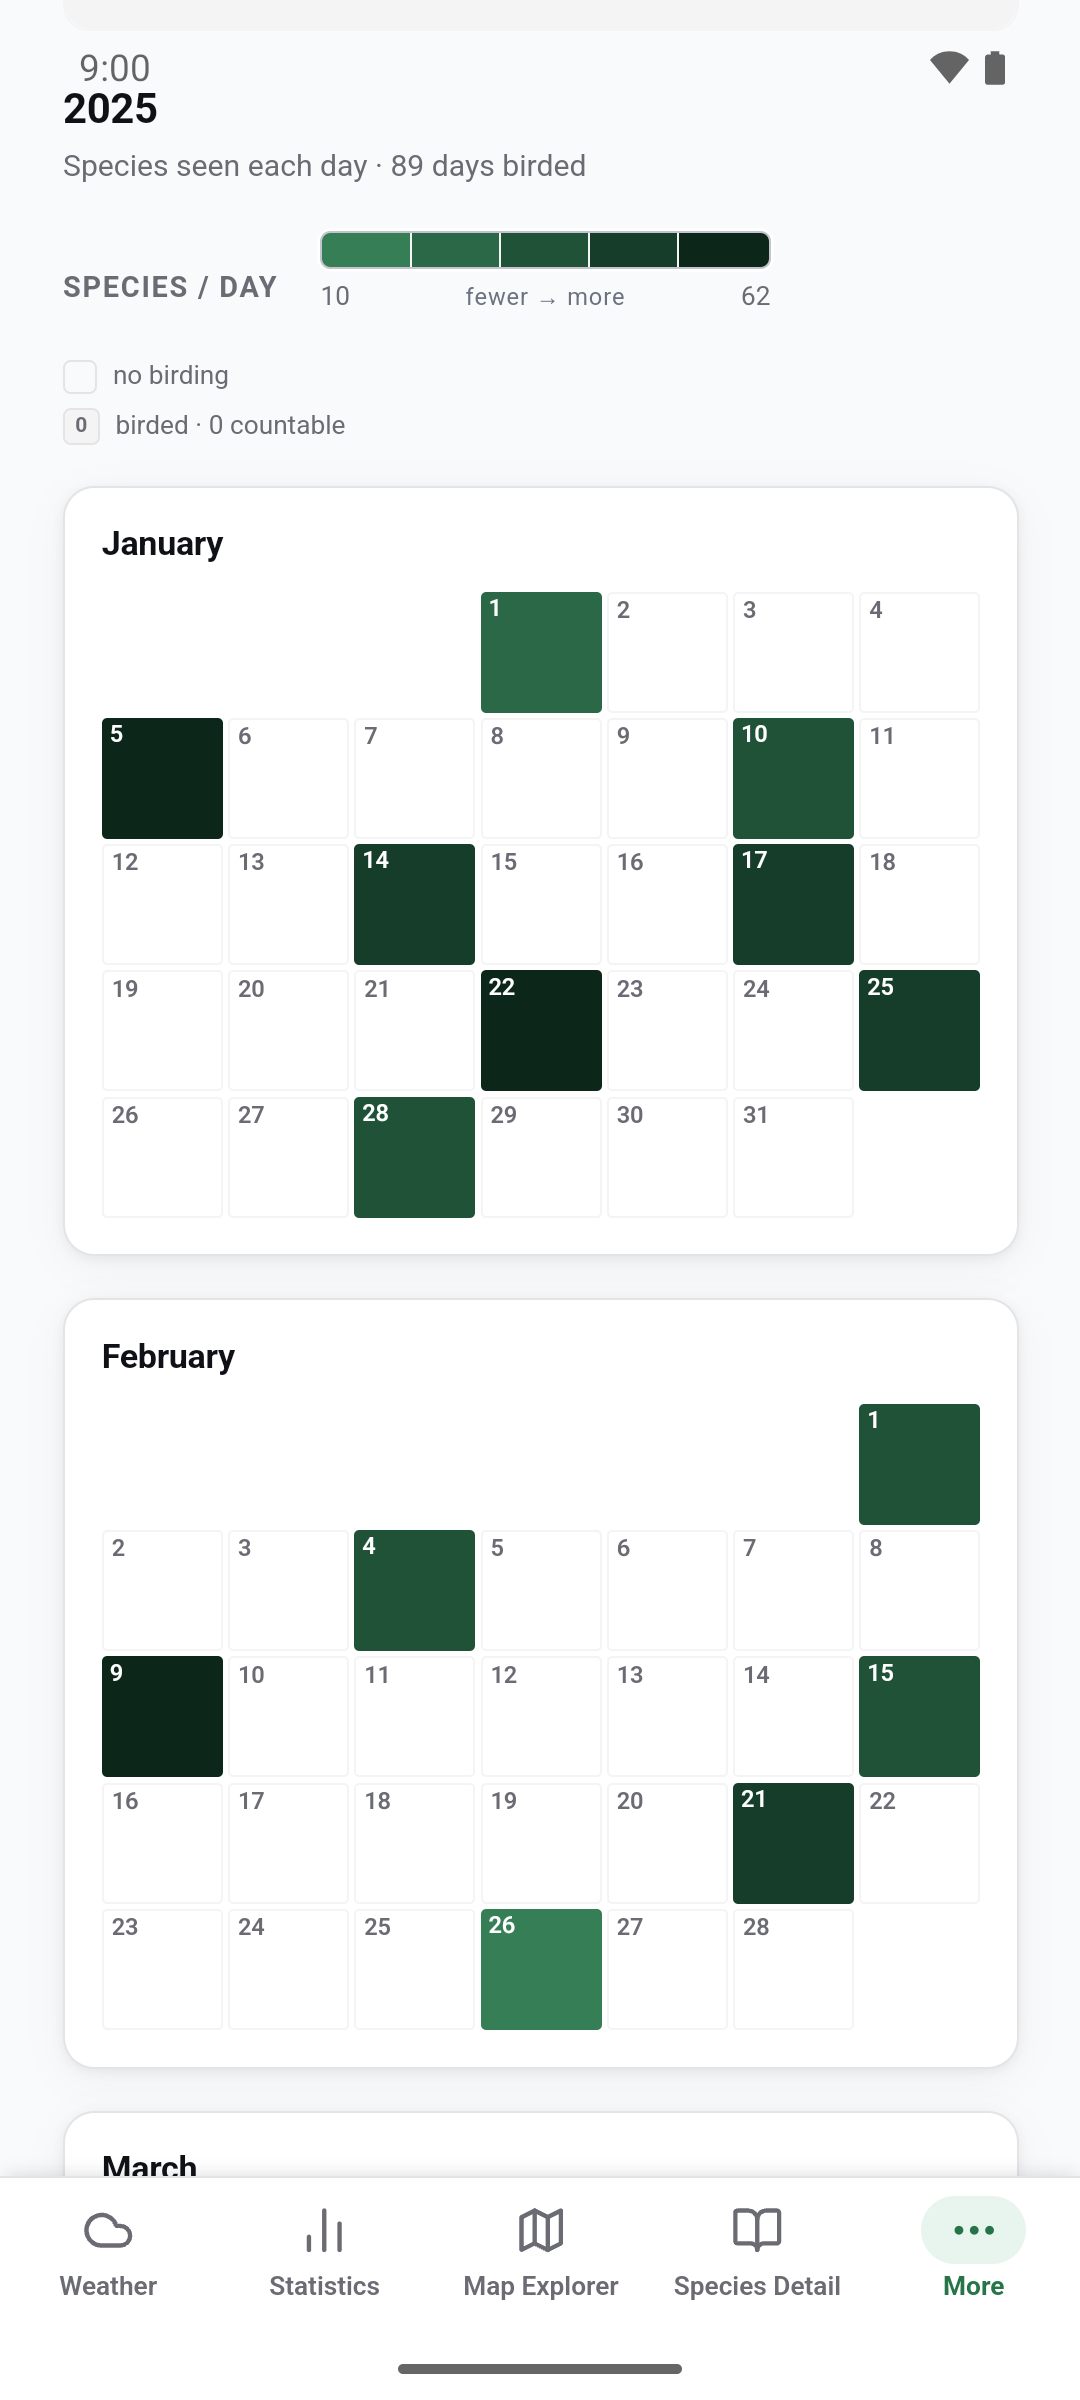 9:00
2025
Species seen each day · 89 days birded
SPECIES / DAY
10 fewer → more 62
no birding
0 birded · 0 countable
January
1 2 3 4
5 6 7 8 9 10 11
12 13 14 15 16 17 18
19 20 21 22 23 24 25
26 27 28 29 30 31
February
1
2 3 4 5 6 7 8
9 10 11 12 13 14 15
16 17 18 19 20 21 22
23 24 25 26 27 28
March
Weather Statistics Map Explorer Species Detail More